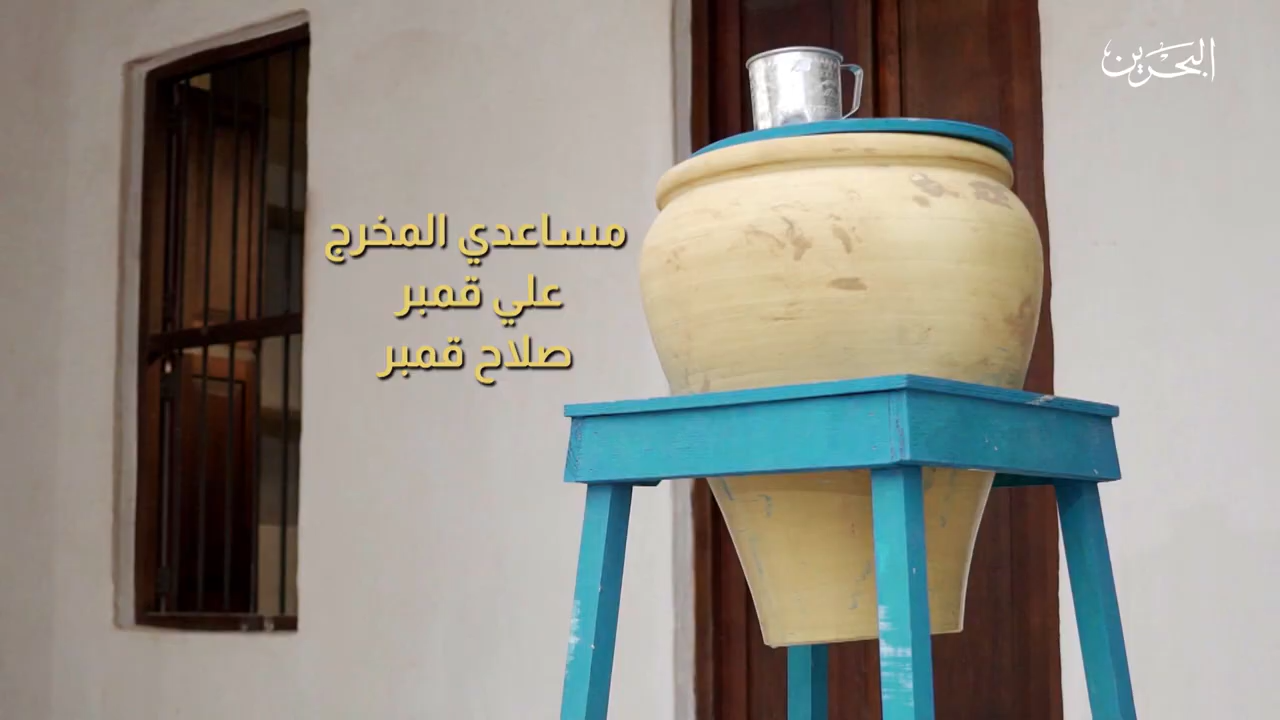 البحرين
مساعدي المخرج
علي قمبر
صلاح قمبر